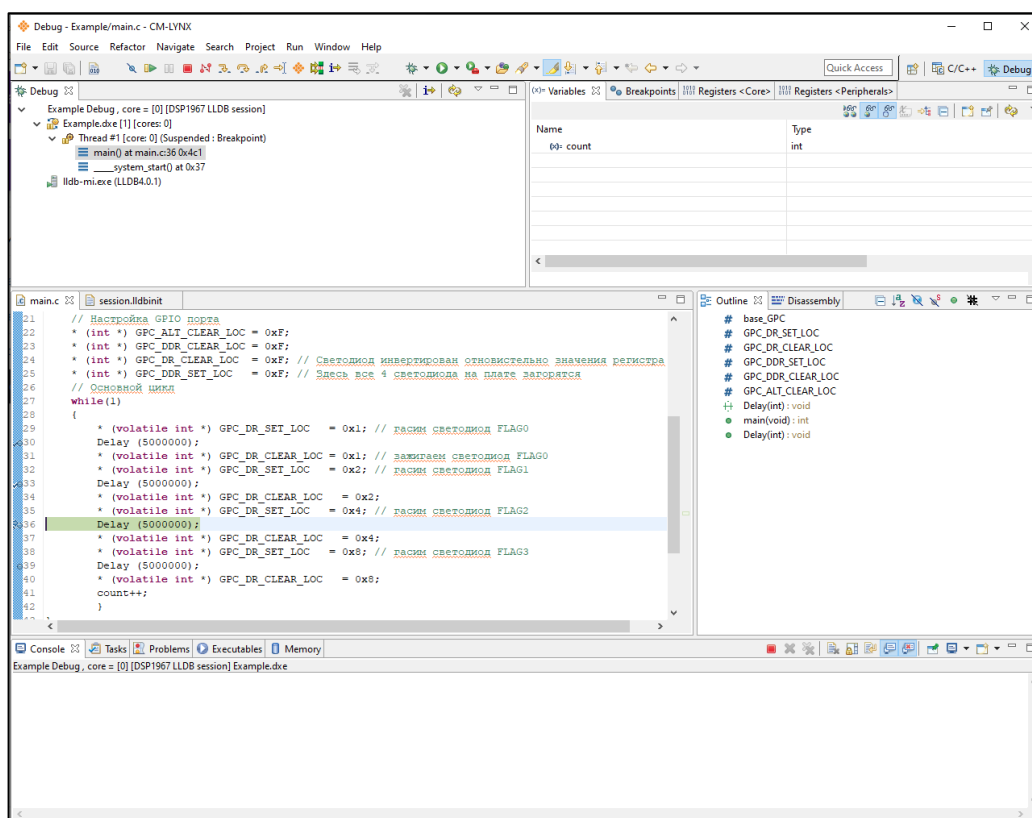 Debug - Example/main.c - CM-LYNX
File Edit Source Refactor Navigate Search Project Run Window Help
Quick Access C/C++ Debug
Debug
Example Debug , core = [0] [DSP1967 LLDB session]
Example.dxe [1] [cores: 0]
Thread #1 [core: 0] (Suspended : Breakpoint)
main() at main.c:36 0x4c1
____system_start() at 0x37
lldb-mi.exe (LLDB4.0.1)
(x)= Variables Breakpoints Registers <Core> Registers <Peripherals>
Name Type
(x)= count int
main.c session.lldbinit
21 // Настройка GPIO порта
22 * (int *) GPC_ALT_CLEAR_LOC = 0xF;
23 * (int *) GPC_DDR_CLEAR_LOC = 0xF;
24 * (int *) GPC_DR_CLEAR_LOC = 0xF; // Светодиод инвертирован отновистельно значения регистра
25 * (int *) GPC_DDR_SET_LOC = 0xF; // Здесь все 4 светодиода на плате загорятся
26 // Основной цикл
27 while(1)
28 {
29 * (volatile int *) GPC_DR_SET_LOC = 0x1; // гасим светодиод FLAG0
30 Delay (5000000);
31 * (volatile int *) GPC_DR_CLEAR_LOC = 0x1; // зажигаем светодиод FLAG0
32 * (volatile int *) GPC_DR_SET_LOC = 0x2; // гасим светодиод FLAG1
33 Delay (5000000);
34 * (volatile int *) GPC_DR_CLEAR_LOC = 0x2;
35 * (volatile int *) GPC_DR_SET_LOC = 0x4; // гасим светодиод FLAG2
36 Delay (5000000);
37 * (volatile int *) GPC_DR_CLEAR_LOC = 0x4;
38 * (volatile int *) GPC_DR_SET_LOC = 0x8; // гасим светодиод FLAG3
39 Delay (5000000);
40 * (volatile int *) GPC_DR_CLEAR_LOC = 0x8;
41 count++;
42 }
Outline Disassembly
base_GPC
GPC_DR_SET_LOC
GPC_DR_CLEAR_LOC
GPC_DDR_SET_LOC
GPC_DDR_CLEAR_LOC
GPC_ALT_CLEAR_LOC
Delay(int) : void
main(void) : int
Delay(int) : void
Console Tasks Problems Executables Memory
Example Debug , core = [0] [DSP1967 LLDB session] Example.dxe